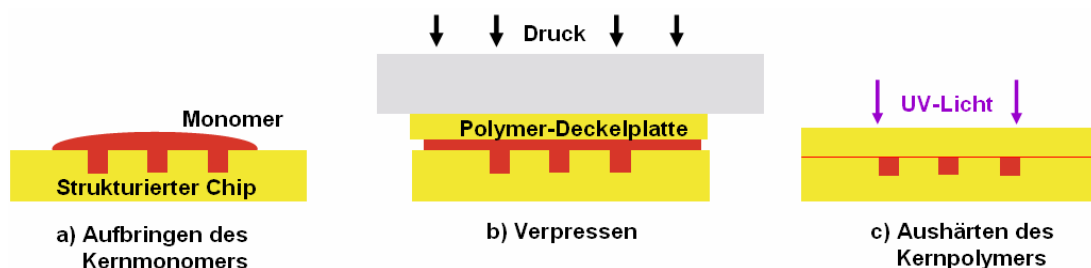 Monomer
Strukturierter Chip
a) Aufbringen des
Kernmonomers
Druck
Polymer-Deckelplatte
b) Verpressen
UV-Licht
c) Aushärten des
Kernpolymers